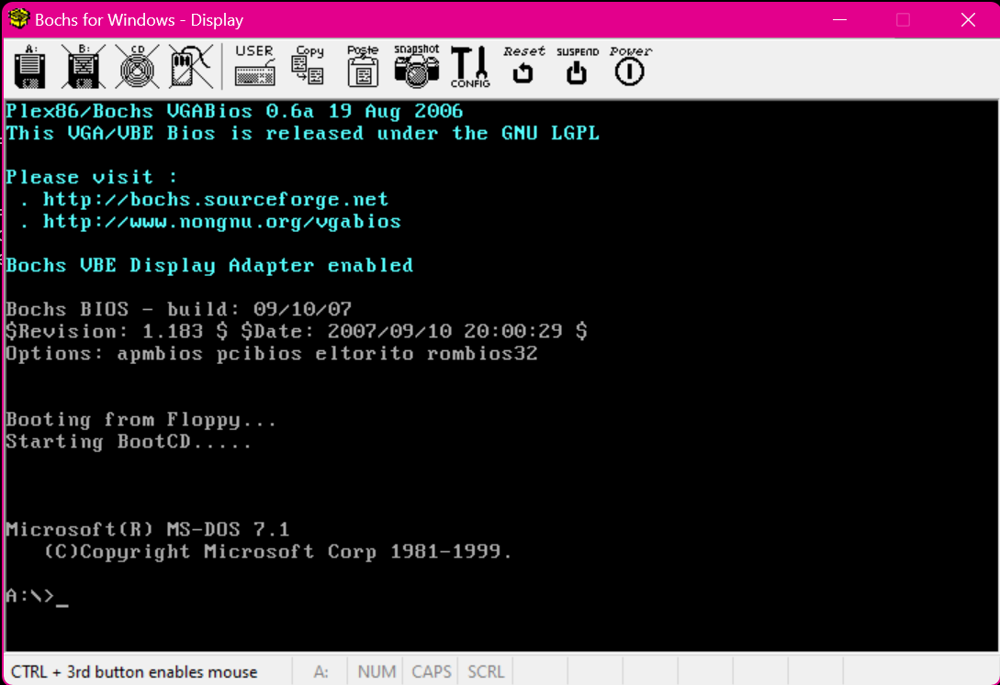 Bochs for Windows - Display
A: B: CD USER Copy Paste snapshot CONFIG Reset SUSPEND Power
Plex86/Bochs VGABios 0.6a 19 Aug 2006
This VGA/VBE Bios is released under the GNU LGPL
Please visit :
. http://bochs.sourceforge.net
. http://www.nongnu.org/vgabios
Bochs VBE Display Adapter enabled
Bochs BIOS - build: 09/10/07
$Revision: 1.183 $ $Date: 2007/09/10 20:00:29 $
Options: apmbios pcibios eltorito rombios32
Booting from Floppy...
Starting BootCD.....
Microsoft(R) MS-DOS 7.1
(C)Copyright Microsoft Corp 1981-1999.
A:\>_
CTRL + 3rd button enables mouse A: NUM CAPS SCRL